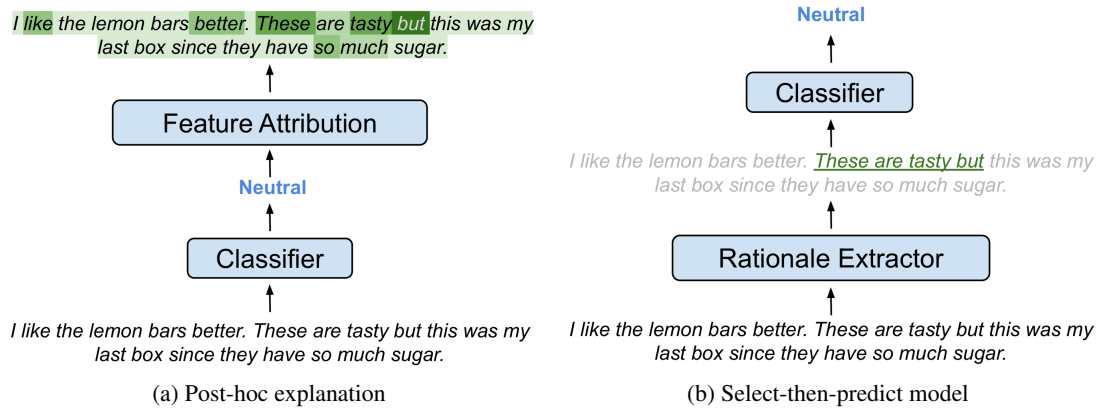 I like the lemon bars better. These are tasty but this was my
last box since they have so much sugar.
Feature Attribution
Neutral
Classifier
I like the lemon bars better. These are tasty but this was my
last box since they have so much sugar.
(a) Post-hoc explanation
Neutral
Classifier
I like the lemon bars better. These are tasty but this was my
last box since they have so much sugar.
Rationale Extractor
I like the lemon bars better. These are tasty but this was my
last box since they have so much sugar.
(b) Select-then-predict model